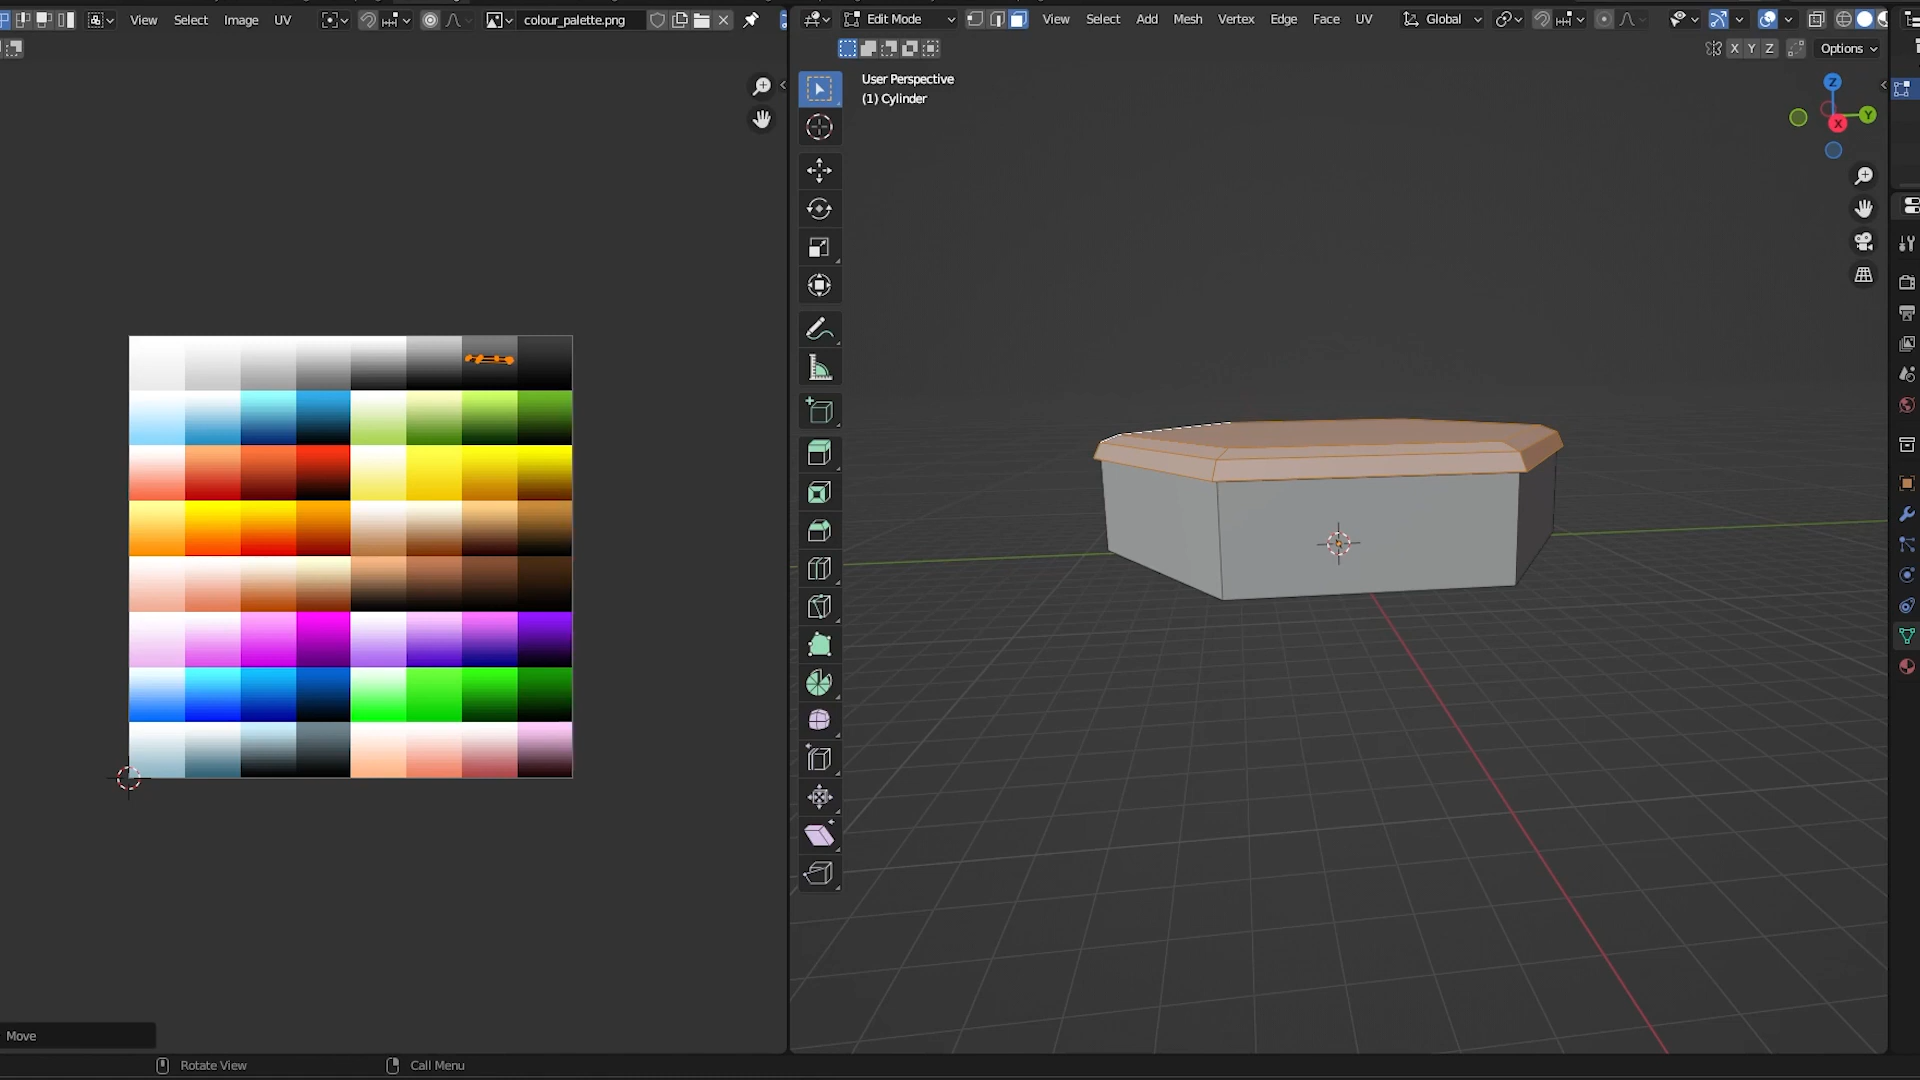 View Select Image UV colour_palette.png
Edit Mode View Select Add Mesh Vertex Edge Face UV Global
X Y Z Options
User Perspective
(1) Cylinder
Z
Y
X
Move
Rotate View Call Menu